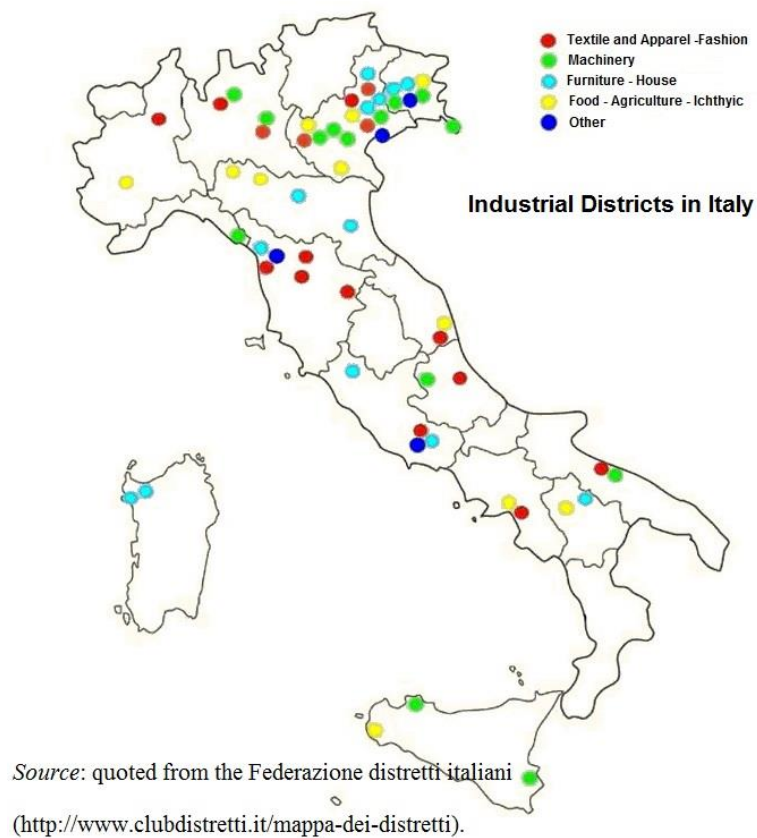 Textile and Apparel -Fashion
Machinery
Furniture - House
Food - Agriculture - Ichthyic
Other
Industrial Districts in Italy
Source: quoted from the Federazione distretti italiani
(http://www.clubdistretti.it/mappa-dei-distretti).